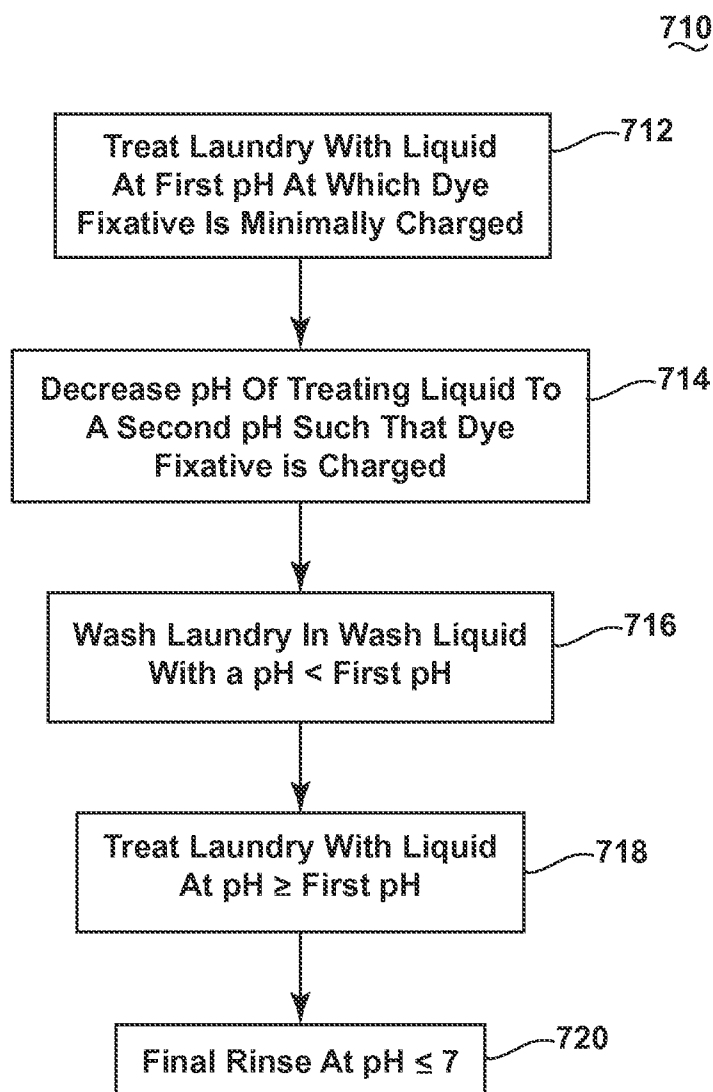 710
Treat Laundry With Liquid
At First pH At Which Dye
Fixative Is Minimally Charged
712
Decrease pH Of Treating Liquid To
A Second pH Such That Dye
Fixative is Charged
714
Wash Laundry In Wash Liquid
With a pH < First pH
716
Treat Laundry With Liquid
At pH ≥ First pH
718
Final Rinse At pH ≤ 7
720